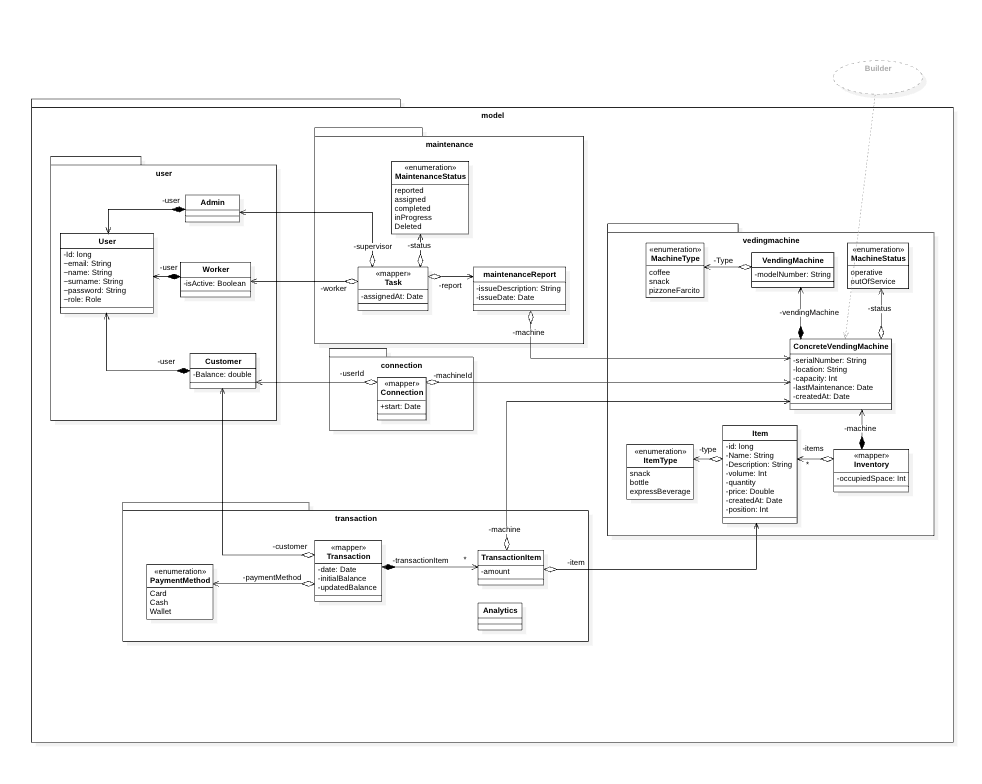 Builder
model
maintenance
«enumeration»
MaintenanceStatus
reported
assigned
completed
inProgress
Deleted
user
-user
Admin
User
-Id: long
~email: String
~name: String
~surname: String
~password: String
~role: Role
-user
Worker
-isActive: Boolean
-user
Customer
-Balance: double
-supervisor
-status
«mapper»
Task
-assignedAt: Date
-worker
-report
maintenanceReport
-issueDescription: String
-issueDate: Date
-machine
connection
-userId
-machineId
«mapper»
Connection
+start: Date
vedingmachine
«enumeration»
MachineType
coffee
snack
pizzoneFarcito
-Type
VendingMachine
-modelNumber: String
«enumeration»
MachineStatus
operative
outOfService
-vendingMachine
-status
ConcreteVendingMachine
-serialNumber: String
-location: String
-capacity: Int
-lastMaintenance: Date
-createdAt: Date
-machine
Item
-id: long
-Name: String
-Description: String
-volume: Int
-quantity
-price: Double
-createdAt: Date
-position: Int
«enumeration»
ItemType
snack
bottle
expressBeverage
-type
-items
*
«mapper»
Inventory
-occupiedSpace: Int
transaction
-customer
«mapper»
Transaction
-date: Date
-initialBalance
-updatedBalance
-paymentMethod
«enumeration»
PaymentMethod
Card
Cash
Wallet
-transactionItem
*
-machine
TransactionItem
-amount
-item
Analytics